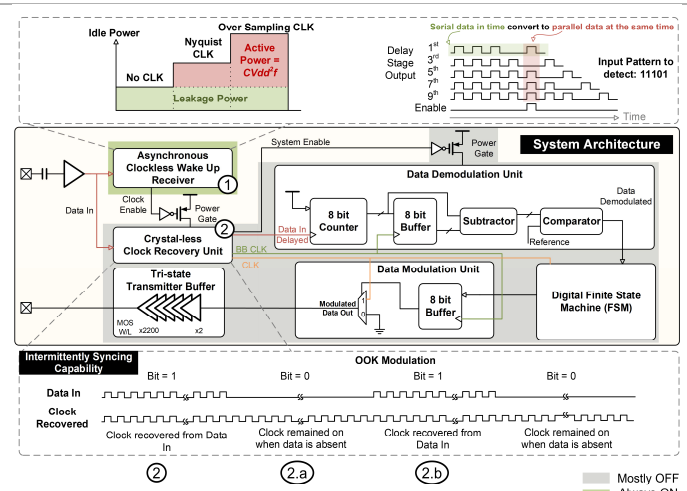 Over Sampling CLK
Idle Power
Nyquist
CLK
No CLK
Active
Power =
CVdd²f
Leakage Power
Serial data in time convert to parallel data at the same time
Delay
Stage
Output
1st
3rd
5th
7th
9th
Enable
Input Pattern to
detect: 11101
Time
System Architecture
Asynchronous
Clockless Wake Up
Receiver
1
System Enable
Power
Gate
Data Demodulation Unit
Data
Demodulated
Clock
Enable
Power
Gate
Data In
2
Crystal-less
Clock Recovery Unit
Data In
Delayed
8 bit
Counter
8 bit
Buffer
Subtractor
Comparator
Reference
BB CLK
CLK
Tri-state
Transmitter Buffer
MOS
W/L
x2200
x2
Data Modulation Unit
Modulated
Data Out
1
n
8 bit
Buffer
Digital Finite State
Machine (FSM)
Intermittently Syncing
Capability
OOK Modulation
Bit = 1
Bit = 0
Bit = 1
Bit = 0
Data In
Clock
Recovered
Clock recovered from Data
In
Clock remained on
when data is absent
Clock recovered from
Data In
Clock remained on
when data is absent
2
2.a
2.b
Mostly OFF
Always ON